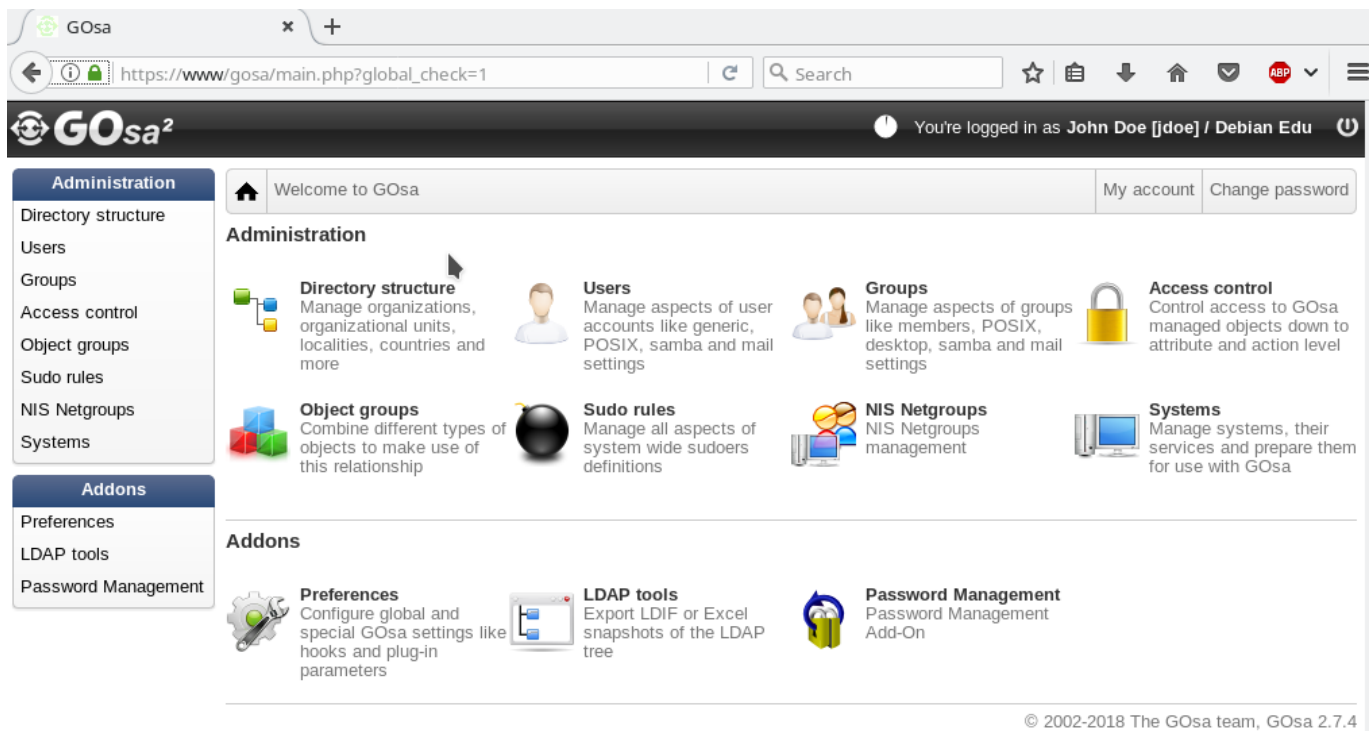 GOsa
https://www/gosa/main.php?global_check=1
Search
ABP
GOsa²
You're logged in as John Doe [jdoe] / Debian Edu
Administration
Directory structure
Users
Groups
Access control
Object groups
Sudo rules
NIS Netgroups
Systems
Addons
Preferences
LDAP tools
Password Management
Welcome to GOsa
My account
Change password
Administration
Directory structure
Manage organizations,
organizational units,
localities, countries and
more
Users
Manage aspects of user
accounts like generic,
POSIX, samba and mail
settings
Groups
Manage aspects of groups
like members, POSIX,
desktop, samba and mail
settings
Access control
Control access to GOsa
managed objects down to
attribute and action level
Object groups
Combine different types of
objects to make use of
this relationship
Sudo rules
Manage all aspects of
system wide sudoers
definitions
NIS Netgroups
NIS Netgroups
management
Systems
Manage systems, their
services and prepare them
for use with GOsa
Addons
Preferences
Configure global and
special GOsa settings like
hooks and plug-in
parameters
LDAP tools
Export LDIF or Excel
snapshots of the LDAP
tree
Password Management
Password Management
Add-On
© 2002-2018 The GOsa team, GOsa 2.7.4